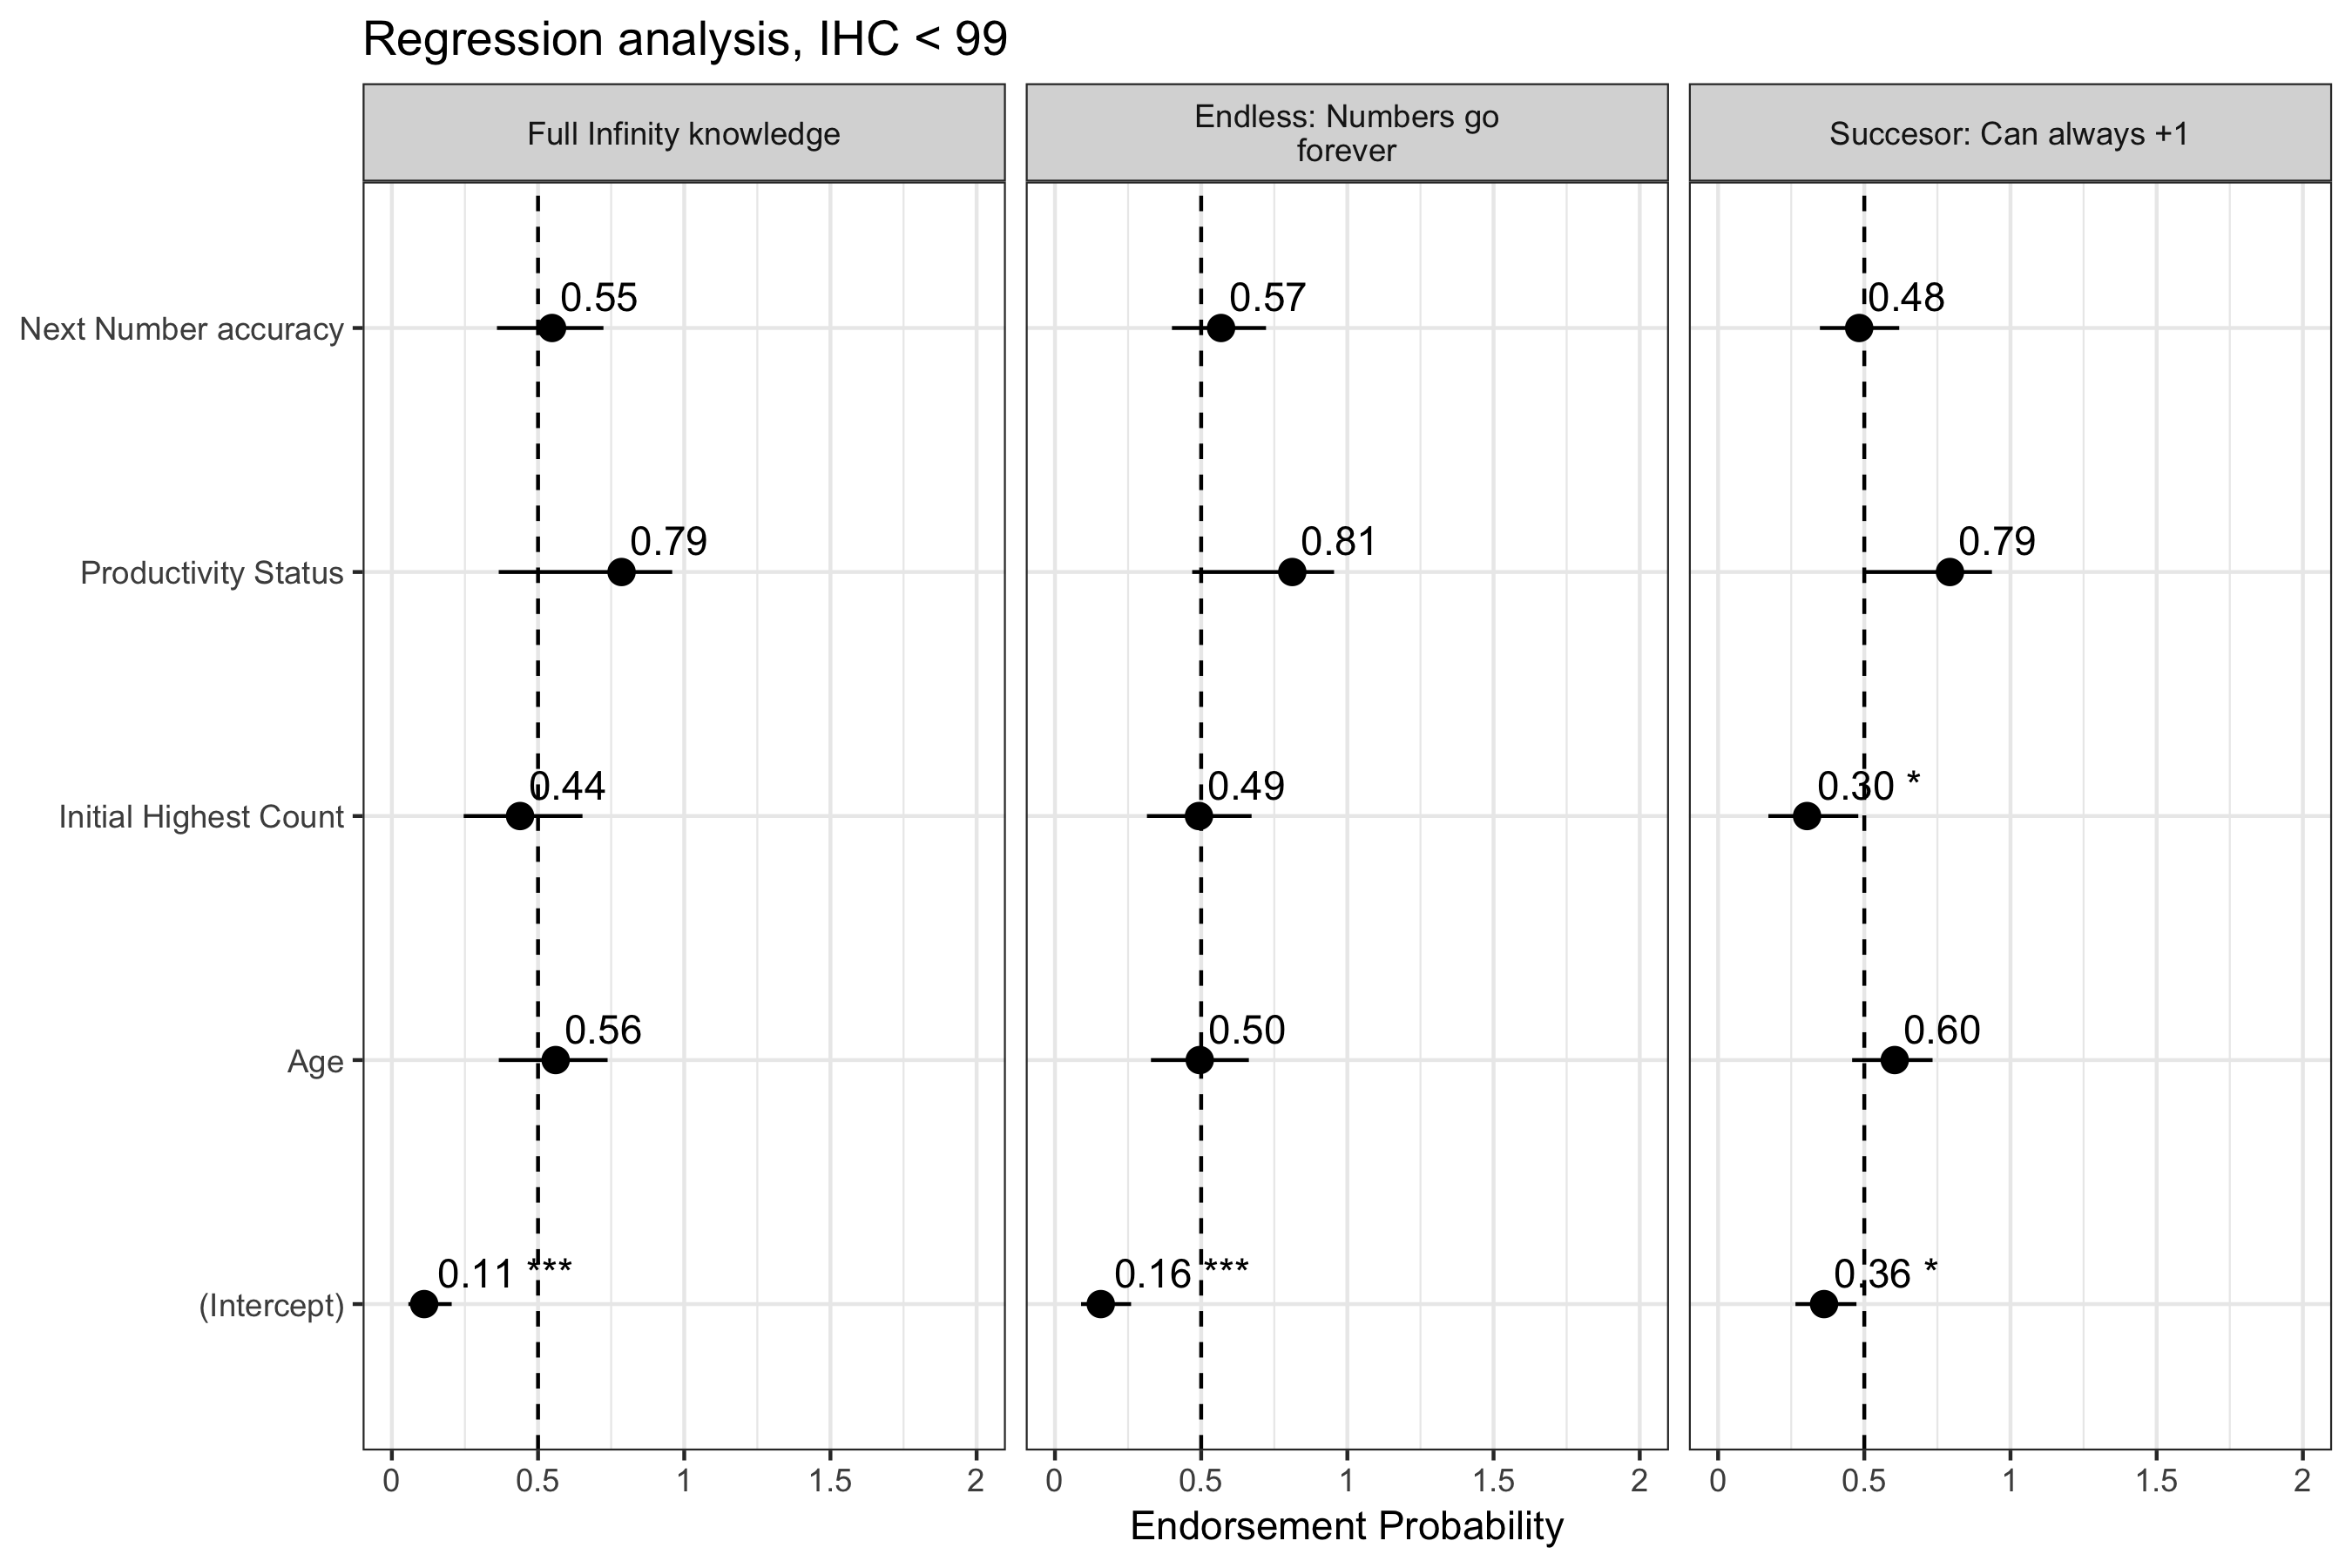 Regression analysis, IHC < 99
Full Infinity knowledge
Endless: Numbers go
forever
Succesor: Can always +1
Next Number accuracy
0.55
0.57
0.48
Productivity Status
0.79
0.81
0.79
Initial Highest Count
0.44
0.49
0.30 *
Age
0.56
0.50
0.60
(Intercept)
0.11 ***
0.16 ***
0.36 *
0 0.5 1 1.5 2
0 0.5 1 1.5 2
0 0.5 1 1.5 2
Endorsement Probability